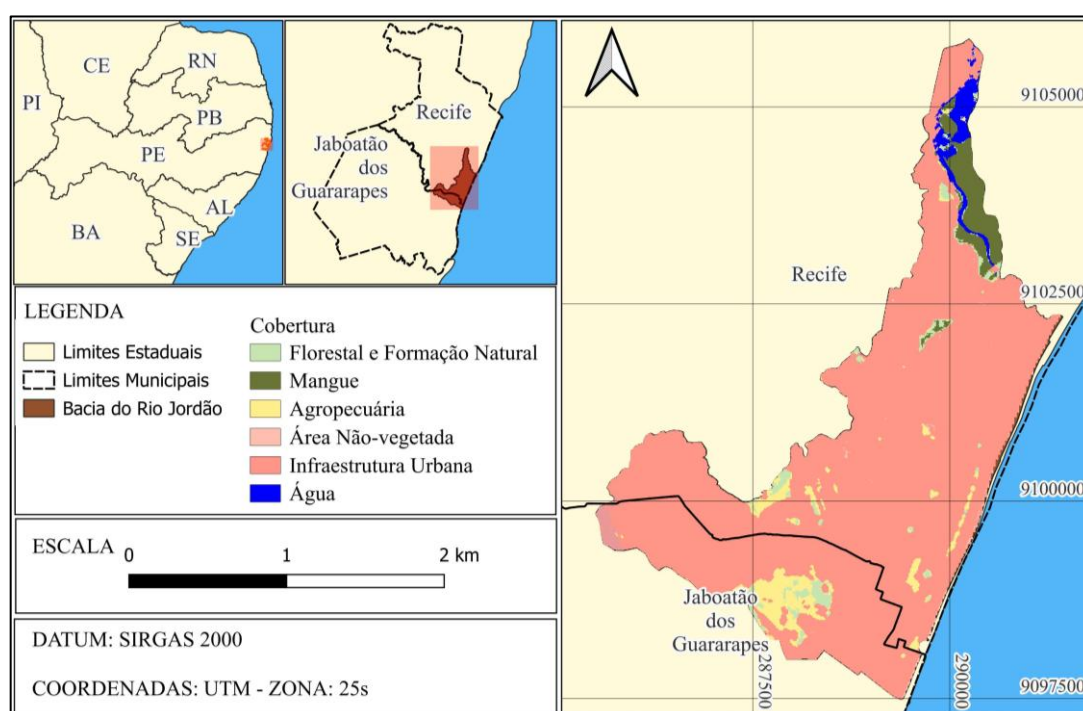 CE
RN
PI
PB
PE
AL
BA
SE
Recife
Jaboatão
dos
Guararapes
LEGENDA
Limites Estaduais
Limites Municipais
Bacia do Rio Jordão
Cobertura
Florestal e Formação Natural
Mangue
Agropecuária
Área Não-vegetada
Infraestrutura Urbana
Água
ESCALA
0 1 2 km
DATUM: SIRGAS 2000
COORDENADAS: UTM - ZONA: 25s
9105000
Recife
9102500
9100000
Jaboatão
dos
Guararapes
287500
290000
9097500